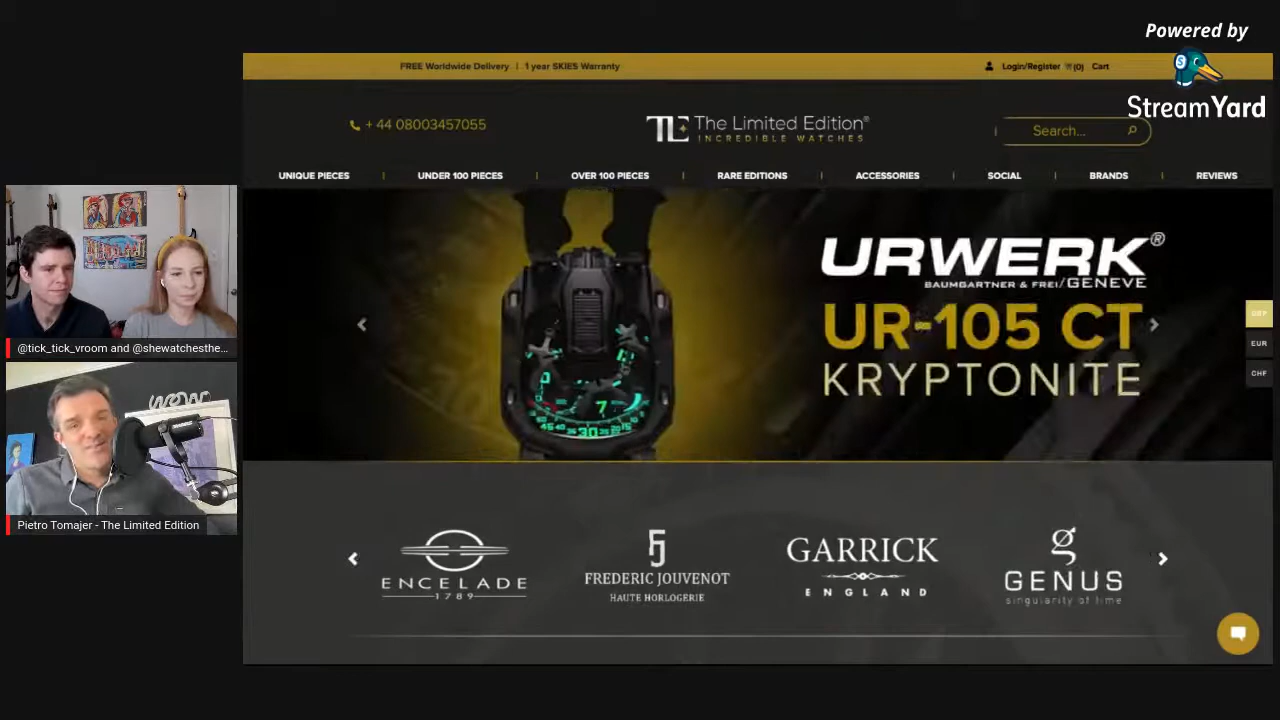 Powered by
StreamYard
FREE Worldwide Delivery | 1 year SKIES Warranty
Login/Register (0) Cart
+ 44 08003457055
TLE The Limited Edition®
INCREDIBLE WATCHES
Search...
UNIQUE PIECES | UNDER 100 PIECES | OVER 100 PIECES | RARE EDITIONS | ACCESSORIES | SOCIAL | BRANDS | REVIEWS
URWERK®
BAUMGARTNER & FREI/GENEVE
UR-105 CT
KRYPTONITE
GBP
EUR
CHF
@tick_tick_vroom and @shewatchesthe...
Pietro Tomajer - The Limited Edition
ENCELADE
1789
FREDERIC JOUVENOT
HAUTE HORLOGERIE
GARRICK
ENGLAND
GENUS
singularity of time